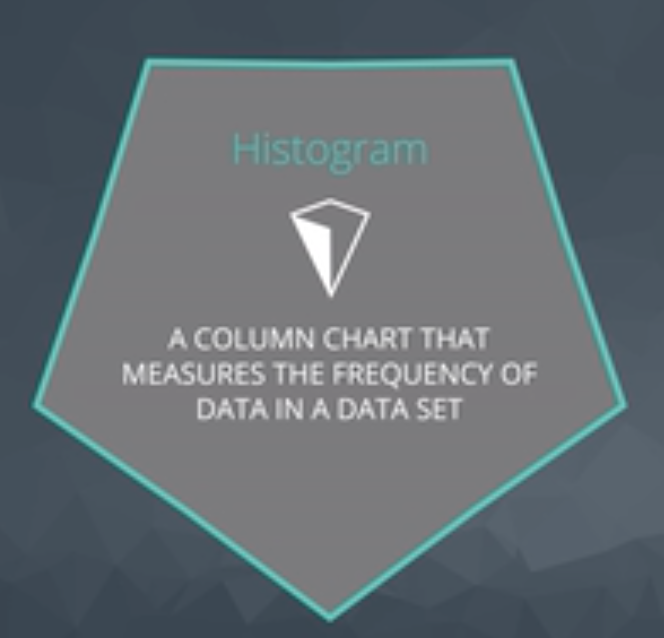 Histogram
A COLUMN CHART THAT
MEASURES THE FREQUENCY OF
DATA IN A DATA SET